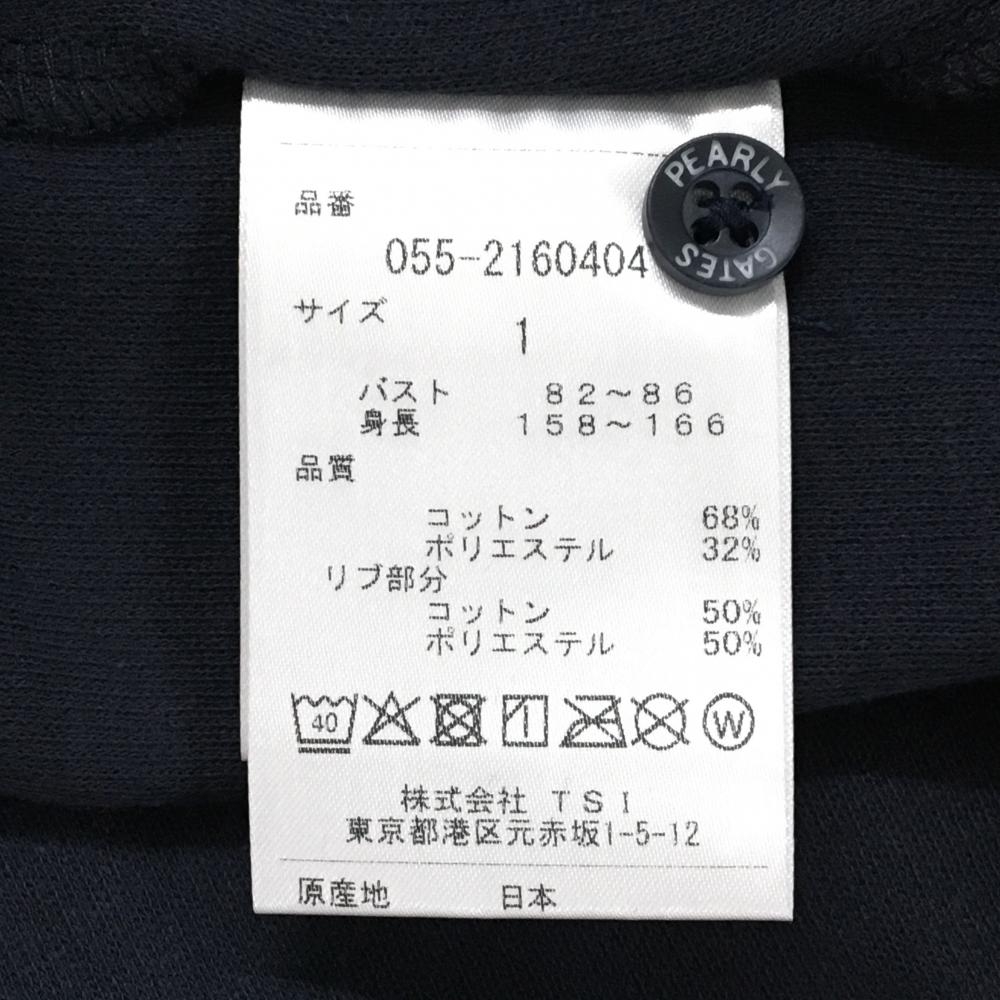 品番
055-2160404
PEARLY
GATES
サイズ
1
バスト 82～86
身長 158～166
品質
コットン 68%
ポリエステル 32%
リブ部分
コットン 50%
ポリエステル 50%
40
W
株式会社 TSI
東京都港区元赤坂1-5-12
原産地 日本